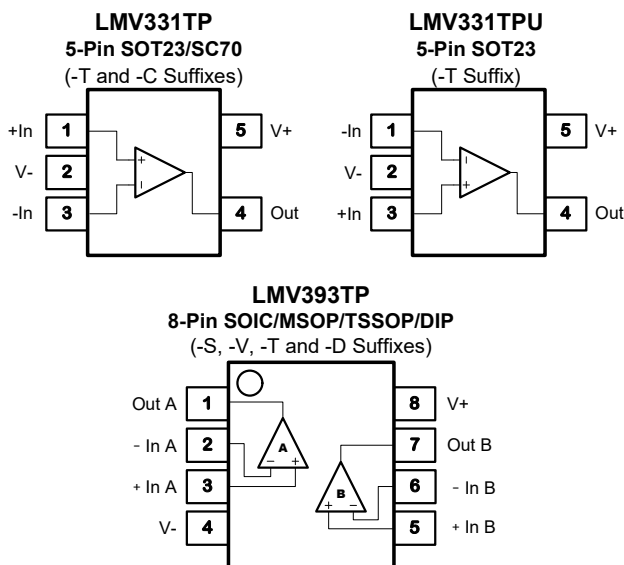 LMV331TP
5-Pin SOT23/SC70
(-T and -C Suffixes)
+In 1 5 V+
V- 2
-In 3 4 Out
+
−
LMV331TPU
5-Pin SOT23
(-T Suffix)
-In 1 5 V+
V- 2
+In 3 4 Out
−
+
LMV393TP
8-Pin SOIC/MSOP/TSSOP/DIP
(-S, -V, -T and -D Suffixes)
Out A 1 8 V+
− In A 2 7 Out B
+ In A 3 6 − In B
V- 4 5 + In B
A
− +
B
+ −